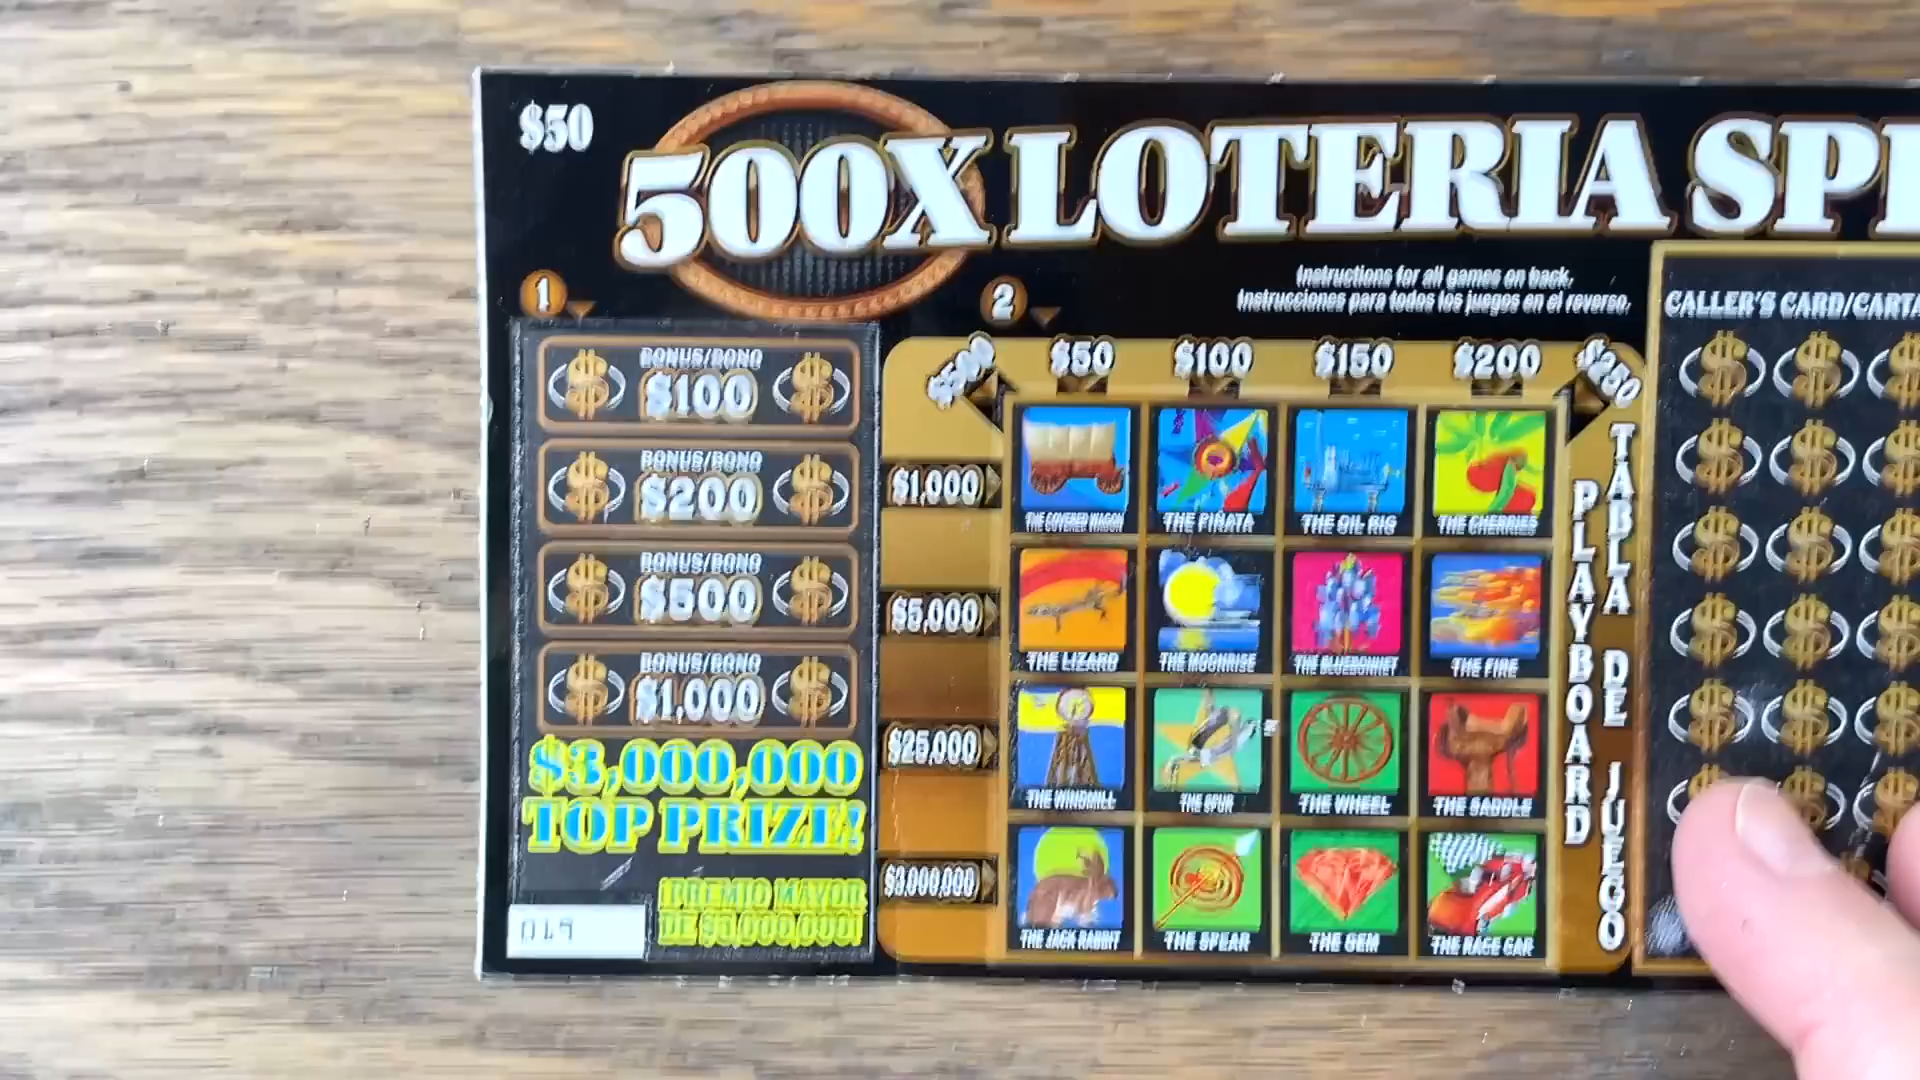 $50
500X LOTERIA SP
Instructions for all games on back.
Instrucciones para todos los juegos en el reverso.
1
2
BONUS/BONO
$100
BONUS/BONO
$200
BONUS/BONO
$500
BONUS/BONO
$1,000
$3,000,000
TOP PRIZE!
PREMIO MAYOR
DE $3,000,000!
$500
$50
$100
$150
$200
$250
$1,000
$5,000
$25,000
$3,000,000
THE COVERED WAGON
THE PIÑATA
THE OIL RIG
THE CHERRIES
THE LIZARD
THE MOONRISE
THE BLUEBONNET
THE FIRE
THE WINDMILL
THE SPUR
THE WHEEL
THE SADDLE
THE JACK RABBIT
THE SPEAR
THE GEM
THE RACE CAR
TABLA DE JUEGO
PLAYBOARD
CALLER'S CARD/CARTA